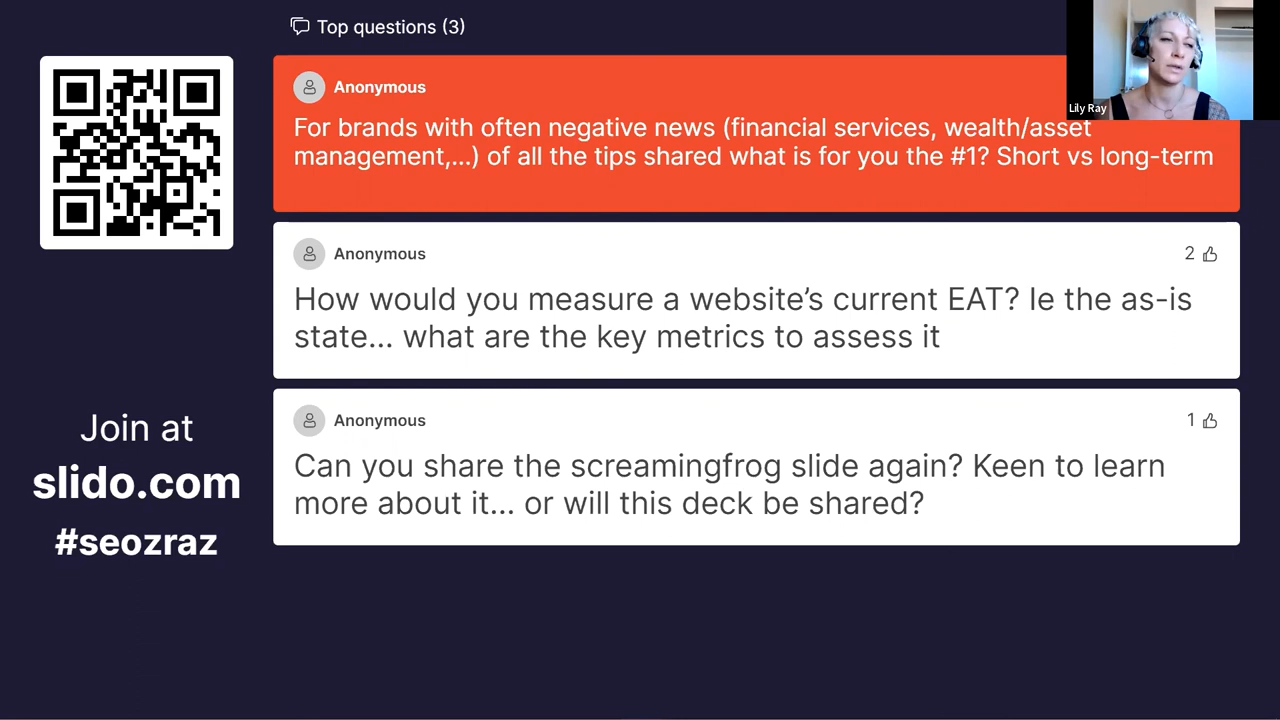 Top questions (3)
Lily Ray
Anonymous
For brands with often negative news (financial services, wealth/asset
management,...) of all the tips shared what is for you the #1? Short vs long-term
Anonymous
2
How would you measure a website's current EAT? Ie the as-is
state... what are the key metrics to assess it
Anonymous
1
Can you share the screamingfrog slide again? Keen to learn
more about it... or will this deck be shared?
Join at
slido.com
#seozraz